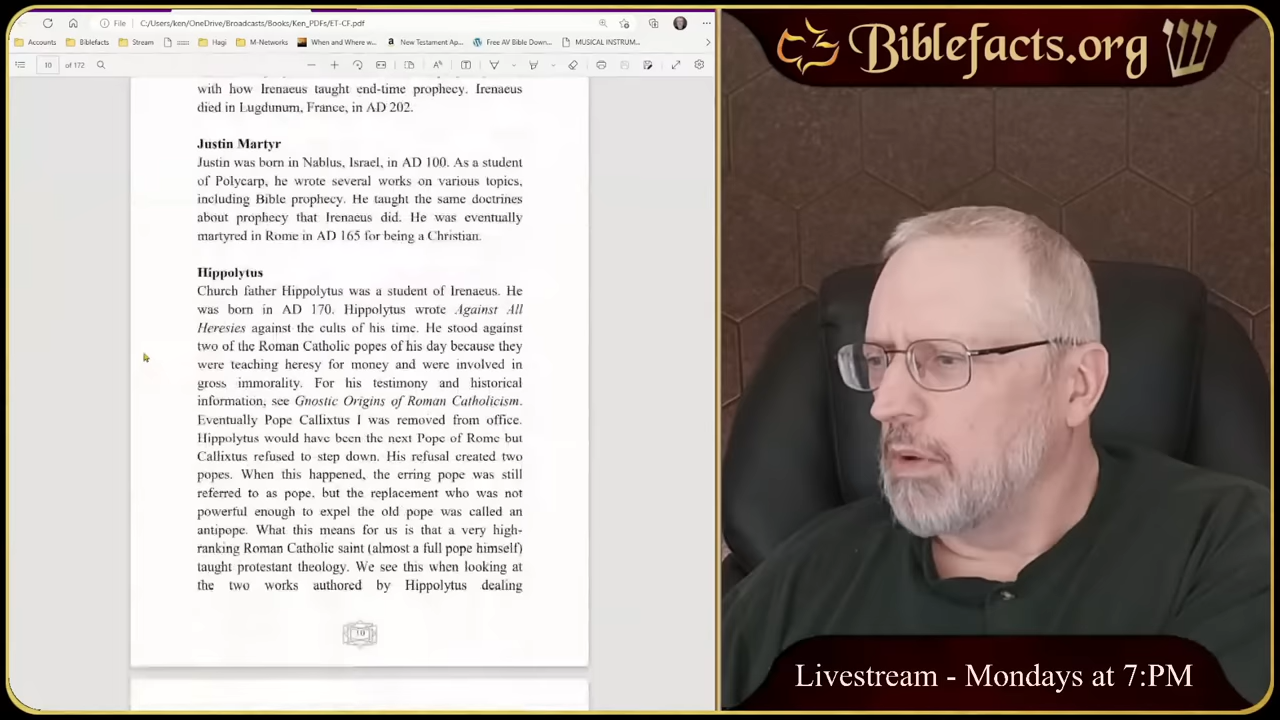 File
C:/Users/ken/OneDrive/Broadcasts/Books/Ken_PDFs/ET-CF.pdf
Accounts
Biblefacts
Stream
Hagi
M-Networks
When and Where w...
New Testament Ap...
Free AV Bible Down...
MUSICAL INSTRUM...
10 of 172
with how Irenaeus taught end-time prophecy. Irenaeus
died in Lugdunum, France, in AD 202.
Justin Martyr
Justin was born in Nablus, Israel, in AD 100. As a student
of Polycarp, he wrote several works on various topics,
including Bible prophecy. He taught the same doctrines
about prophecy that Irenaeus did. He was eventually
martyred in Rome in AD 165 for being a Christian.
Hippolytus
Church father Hippolytus was a student of Irenaeus. He
was born in AD 170. Hippolytus wrote Against All
Heresies against the cults of his time. He stood against
two of the Roman Catholic popes of his day because they
were teaching heresy for money and were involved in
gross immorality. For his testimony and historical
information, see Gnostic Origins of Roman Catholicism.
Eventually Pope Callixtus I was removed from office.
Hippolytus would have been the next Pope of Rome but
Callixtus refused to step down. His refusal created two
popes. When this happened, the erring pope was still
referred to as pope, but the replacement who was not
powerful enough to expel the old pope was called an
antipope. What this means for us is that a very high-
ranking Roman Catholic saint (almost a full pope himself)
taught protestant theology. We see this when looking at
the two works authored by Hippolytus dealing
10
Biblefacts.org
Livestream - Mondays at 7:PM